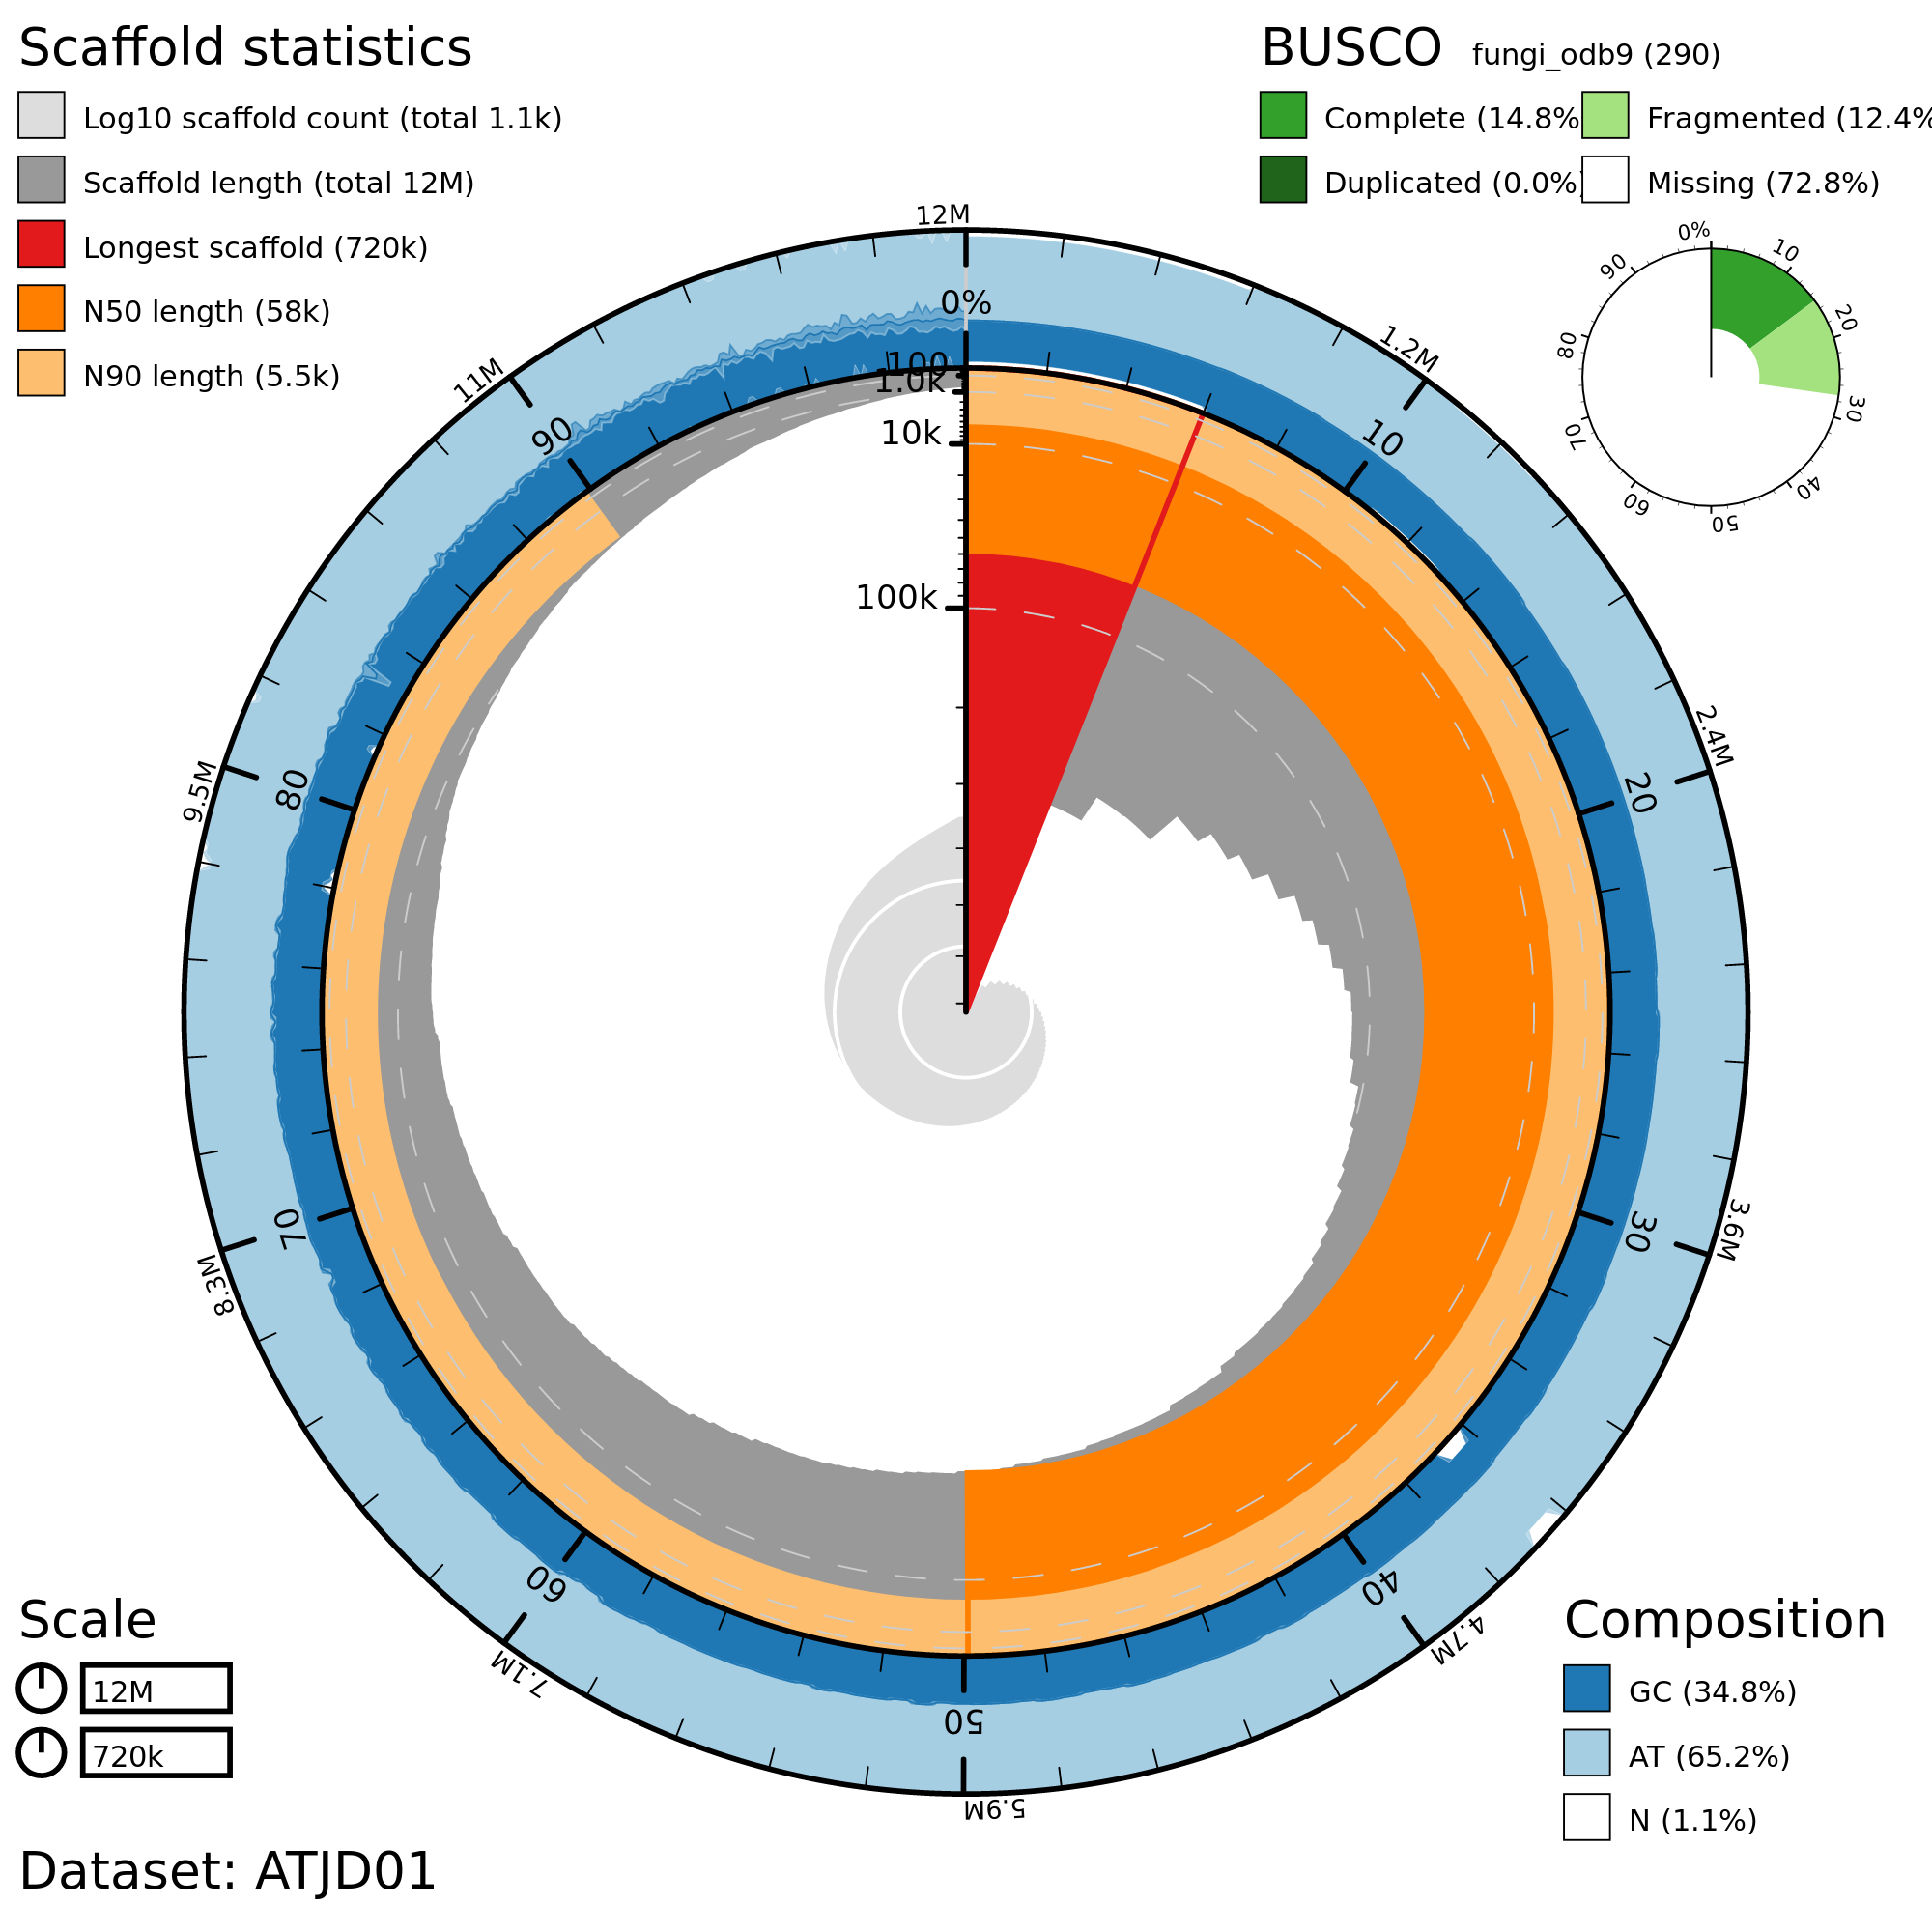 Scaffold statistics
Log10 scaffold count (total 1.1k)
Scaffold length (total 12M)
Longest scaffold (720k)
N50 length (58k)
N90 length (5.5k)
BUSCO fungi_odb9 (290)
Complete (14.8% Fragmented (12.4%
Duplicated (0.0%) Missing (72.8%)
0%
10
20
30
40
50
60
70
80
90
12M
1.2M
2.4M
3.6M
4.7M
5.9M
7.1M
8.3M
9.5M
11M
0%
10
20
30
40
50
60
70
80
90
100
1.0k
10k
100k
Scale
12M
720k
Composition
GC (34.8%)
AT (65.2%)
N (1.1%)
Dataset: ATJD01